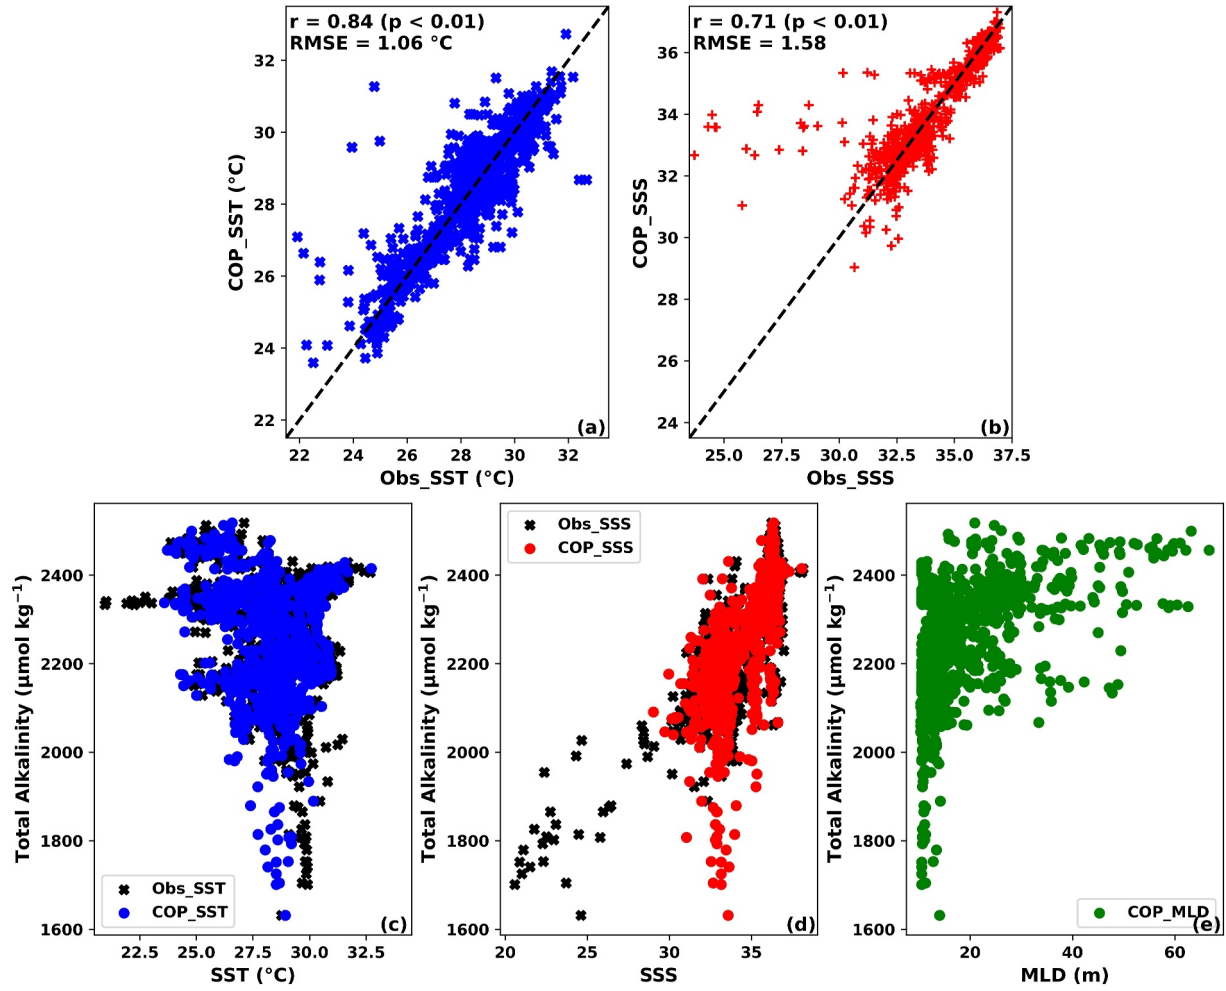 r = 0.84 (p < 0.01)
RMSE = 1.06 °C
COP_SST (°C)
32
30
28
26
24
22
22 24 26 28 30 32
Obs_SST (°C)
(a)
r = 0.71 (p < 0.01)
RMSE = 1.58
COP_SSS
36
34
32
30
28
26
24
25.0 27.5 30.0 32.5 35.0 37.5
Obs_SSS
(b)
Total Alkalinity (μmol kg⁻¹)
2400
2200
2000
1800
1600
Obs_SST
COP_SST
(c)
22.5 25.0 27.5 30.0 32.5
SST (°C)
Total Alkalinity (μmol kg⁻¹)
2400
2200
2000
1800
1600
Obs_SSS
COP_SSS
(d)
20 25 30 35
SSS
Total Alkalinity (μmol kg⁻¹)
2400
2200
2000
1800
1600
COP_MLD
(e)
20 40 60
MLD (m)